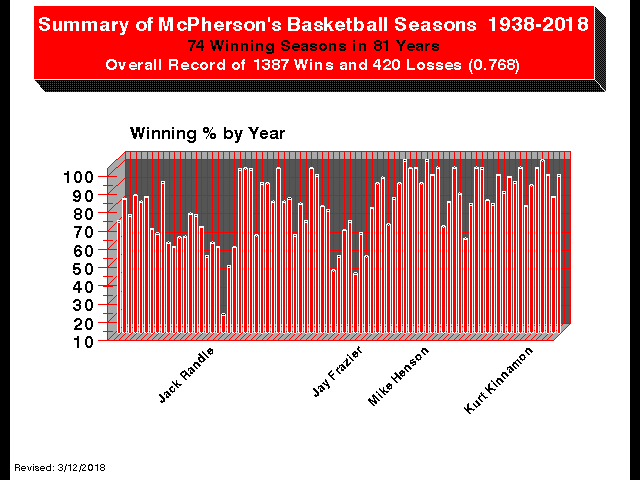 Summary of McPherson's Basketball Seasons 1938-2018
74 Winning Seasons in 81 Years
Overall Record of 1387 Wins and 420 Losses (0.768)
Winning % by Year
100
90
80
70
60
50
40
30
20
10
Jack Randle
Jay Frazier
Mike Henson
Kurt Kinnamon
Revised: 3/12/2018